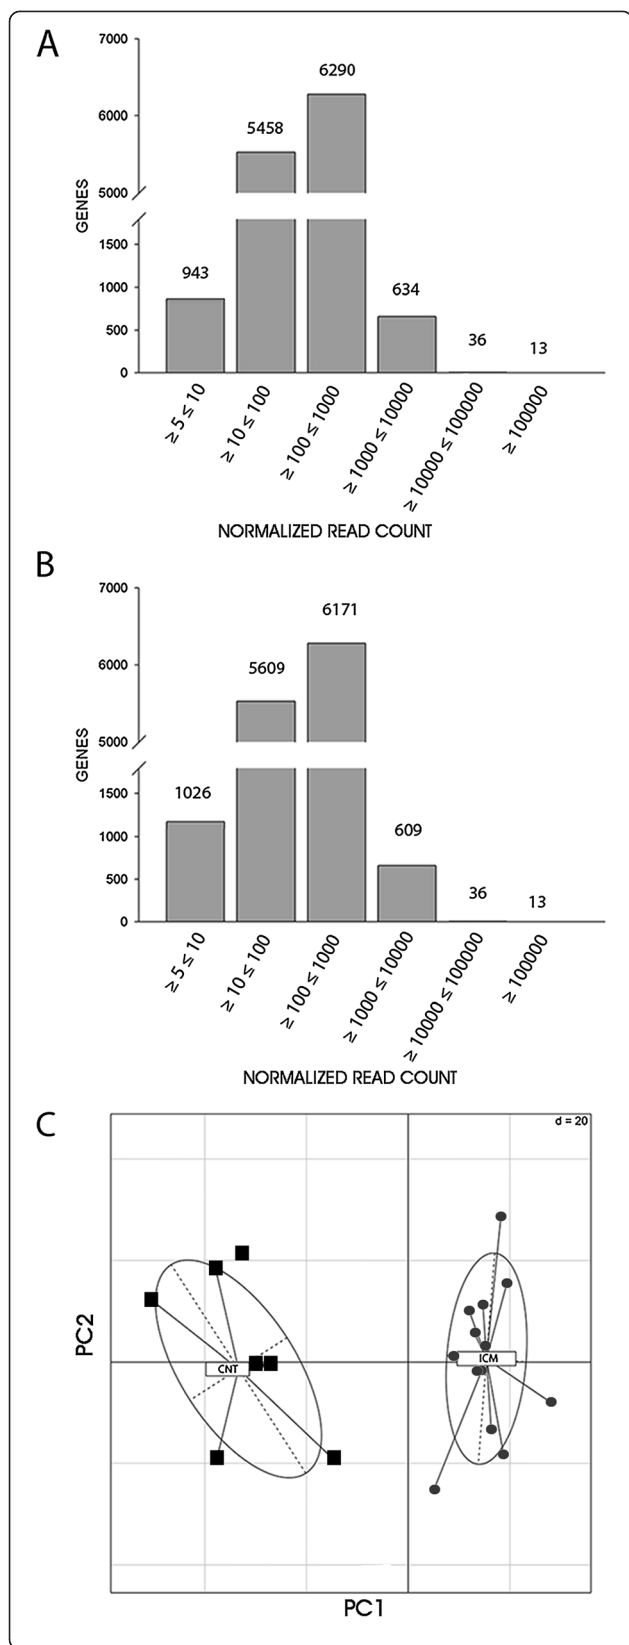 A
7000
6290
6000
5458
5000
GENES
1500
943
1000
634
500
36
13
0
≥ 5 ≤ 10
≥ 10 ≤ 100
≥ 100 ≤ 1000
≥ 1000 ≤ 10000
≥ 10000 ≤ 100000
≥ 100000
NORMALIZED READ COUNT
B
7000
6171
6000
5609
5000
GENES
1500
1026
1000
609
500
36
13
0
≥ 5 ≤ 10
≥ 10 ≤ 100
≥ 100 ≤ 1000
≥ 1000 ≤ 10000
≥ 10000 ≤ 100000
≥ 100000
NORMALIZED READ COUNT
C
d = 20
PC2
CNT
ICM
PC1